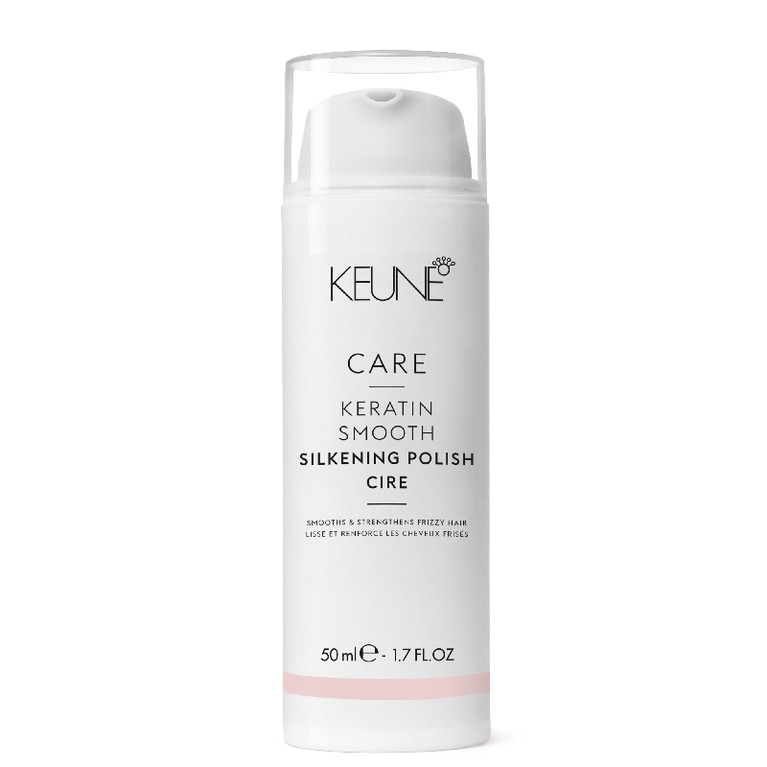 KEUNE
CARE
KERATIN
SMOOTH
SILKENING POLISH
CIRE
SMOOTHS & STRENGTHENS FRIZZY HAIR
LISSE ET RENFORCE LES CHEVEUX FRISÉS
50 ml ℮ - 1.7 FL.OZ